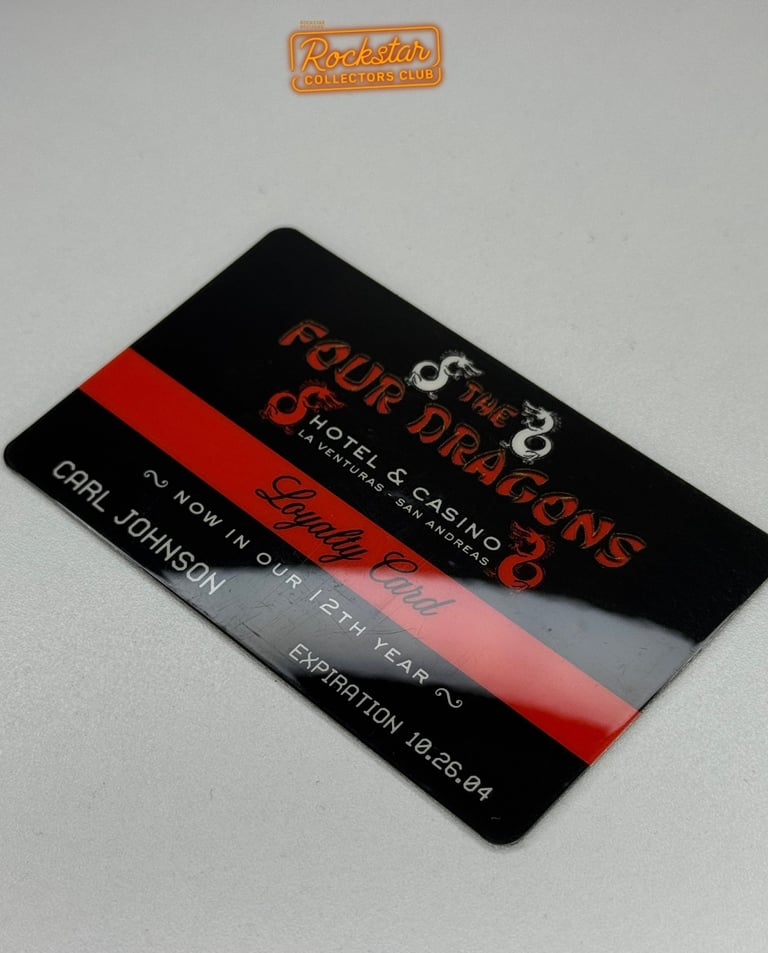 ROCKSTAR
Rockstar
COLLECTORS CLUB
THE
FOUR DRAGONS
HOTEL & CASINO
LA VENTURAS - SAN ANDREAS
Loyalty Card
~ NOW IN OUR 12TH YEAR ~
CARL JOHNSON
EXPIRATION 10.26.04